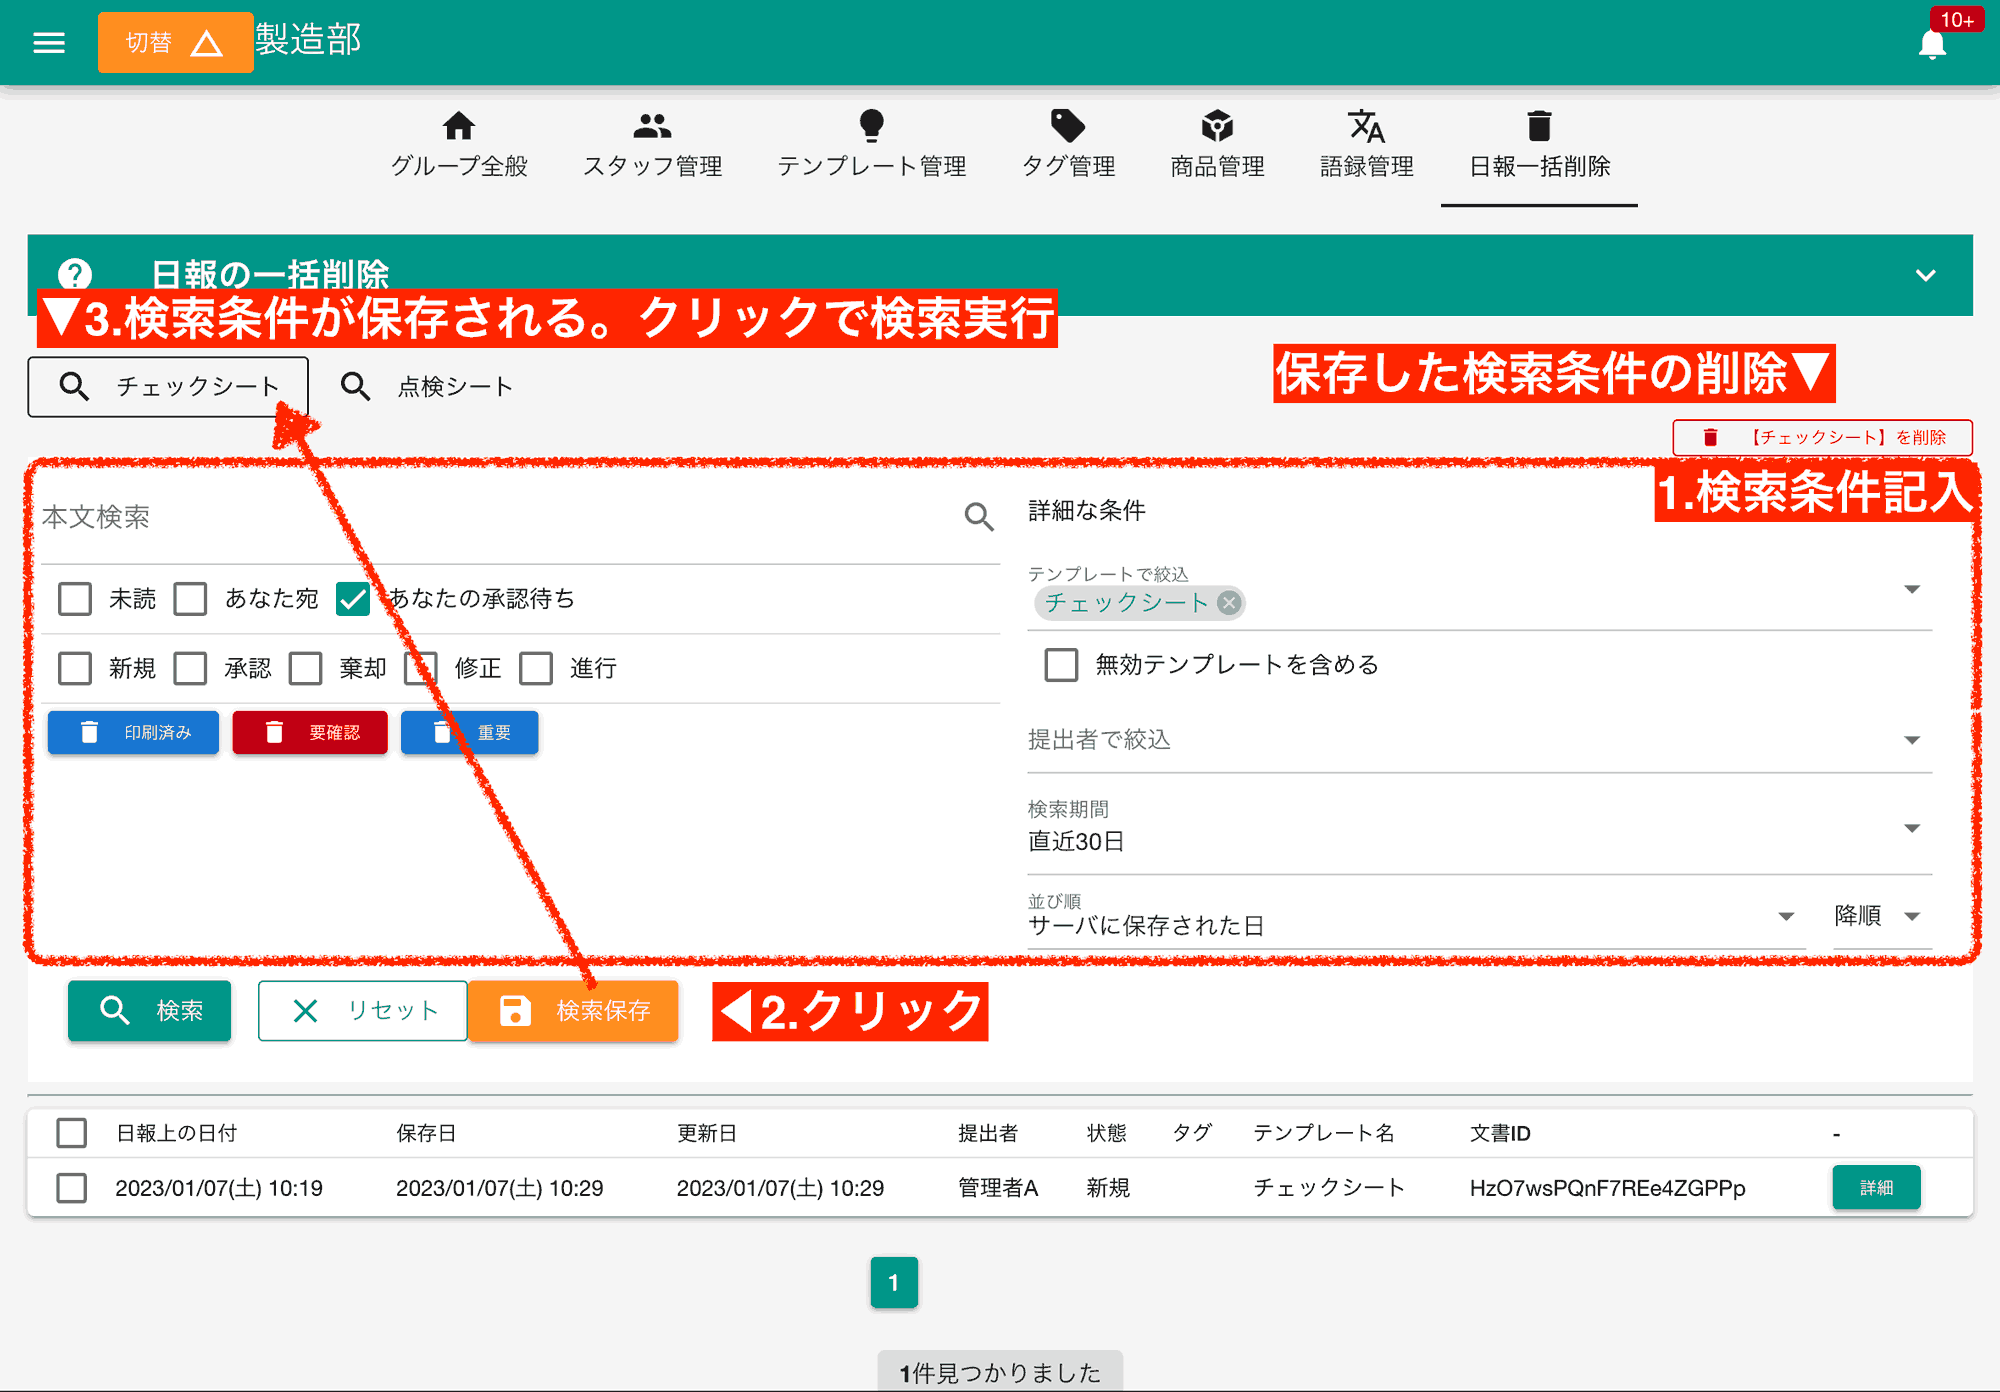 切替 製造部 10+
グループ全般 スタッフ管理 テンプレート管理 タグ管理 商品管理 語録管理 日報一括削除
日報の一括削除
▼3.検索条件が保存される。クリックで検索実行
チェックシート 点検シート
保存した検索条件の削除▼
【チェックシート】を削除
1.検索条件記入
本文検索
未読 あなた宛 あなたの承認待ち
新規 承認 棄却 修正 進行
印刷済み 要確認 重要
詳細な条件
テンプレートで絞込
チェックシート
無効テンプレートを含める
提出者で絞込
検索期間
直近30日
並び順
サーバに保存された日 降順
検索 リセット 検索保存 ◀2.クリック
日報上の日付 保存日 更新日 提出者 状態 タグ テンプレート名 文書ID -
2023/01/07(土) 10:19 2023/01/07(土) 10:29 2023/01/07(土) 10:29 管理者A 新規 チェックシート HzO7wsPQnF7REe4ZGPPp 詳細
1
1件見つかりました